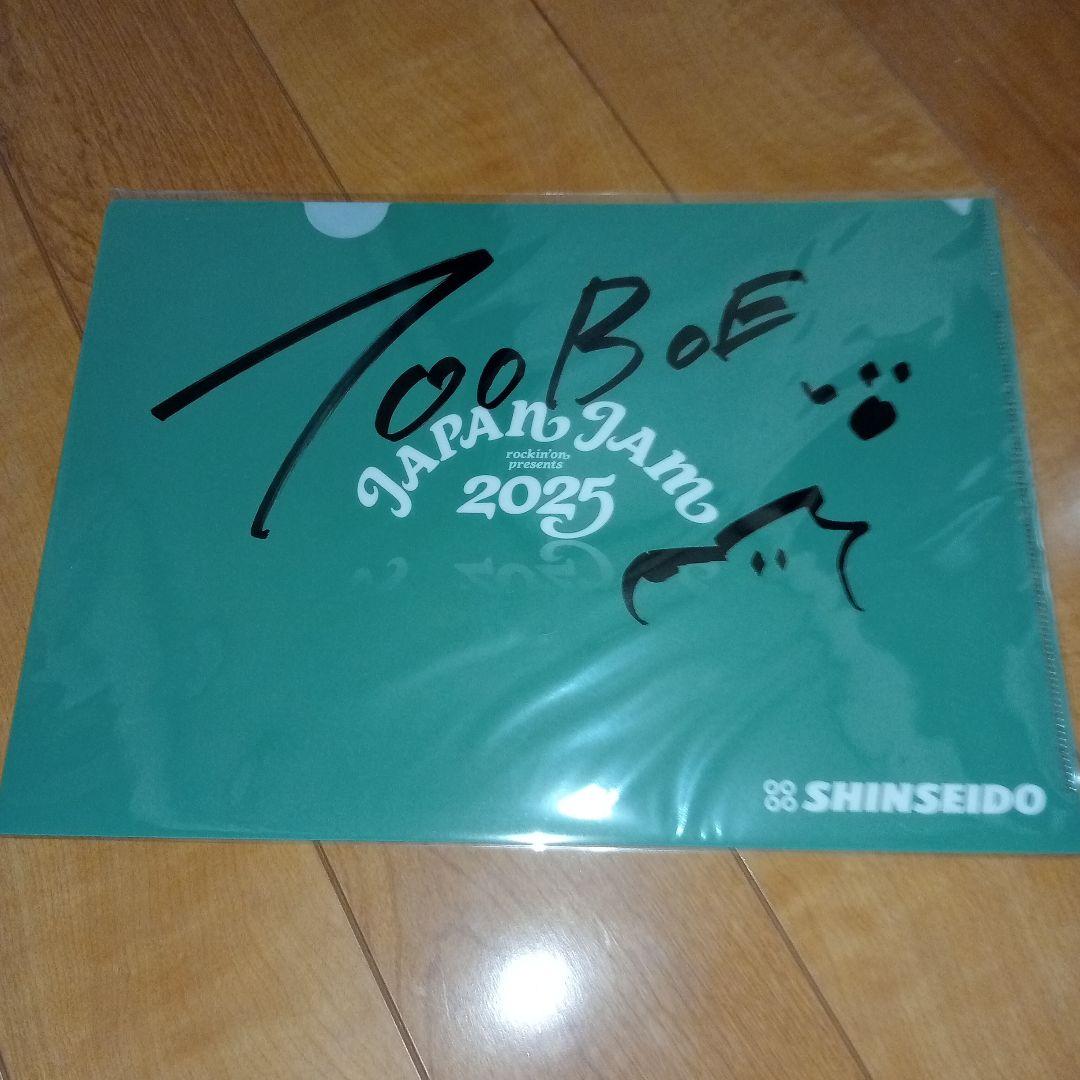 TOOBOE
JAPAN JAM
rockin'on
presents
2025
SHINSEIDO